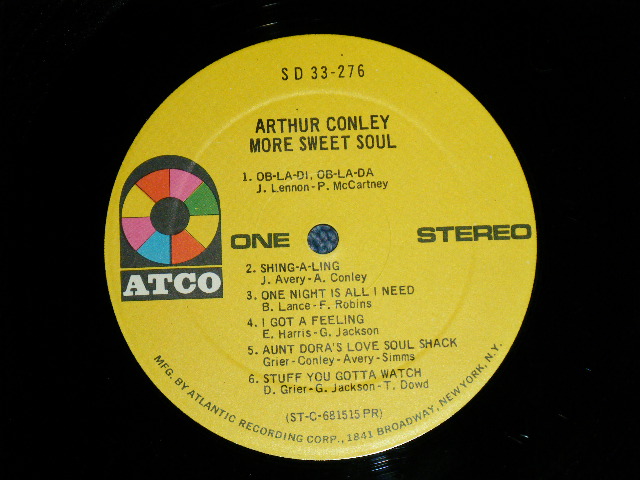 SD 33-276
ARTHUR CONLEY
MORE SWEET SOUL
1. OB-LA-DI, OB-LA-DA
J. Lennon-P. McCartney
ONE
STEREO
ATCO
2. SHING-A-LING
J. Avery-A. Conley
3. ONE NIGHT IS ALL I NEED
B. Lance-F. Robins
4. I GOT A FEELING
E. Harris-G. Jackson
5. AUNT DORA'S LOVE SOUL SHACK
Grier-Conley-Avery-Simms
6. STUFF YOU GOTTA WATCH
D. Grier-G. Jackson-T. Dowd
(ST-C-681515 PR)
MFG. BY ATLANTIC RECORDING CORP., 1841 BROADWAY, NEW YORK, N.Y.